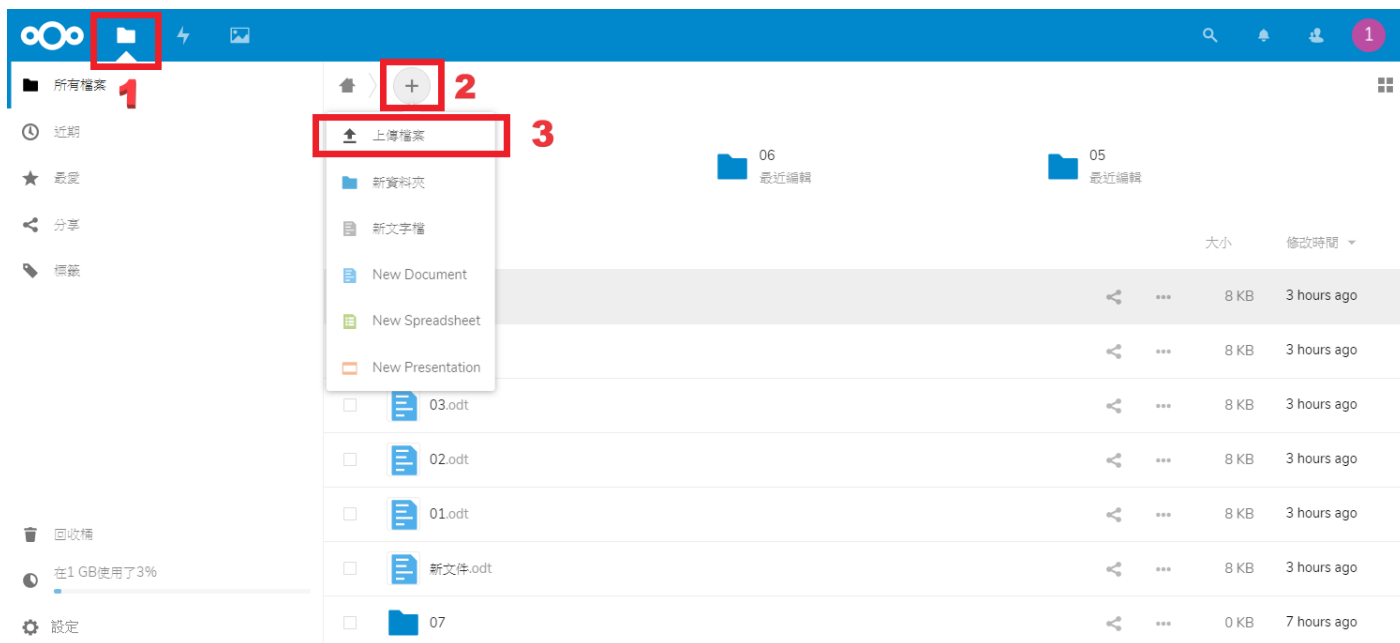 1
1
所有檔案
近期
最愛
分享
標籤
回收桶
在1 GB使用了3%
設定
2
3
上傳檔案
新資料夾
新文字檔
New Document
New Spreadsheet
New Presentation
06
最近編輯
05
最近編輯
大小 修改時間
8 KB 3 hours ago
8 KB 3 hours ago
03.odt 8 KB 3 hours ago
02.odt 8 KB 3 hours ago
01.odt 8 KB 3 hours ago
新文件.odt 8 KB 3 hours ago
07 0 KB 7 hours ago